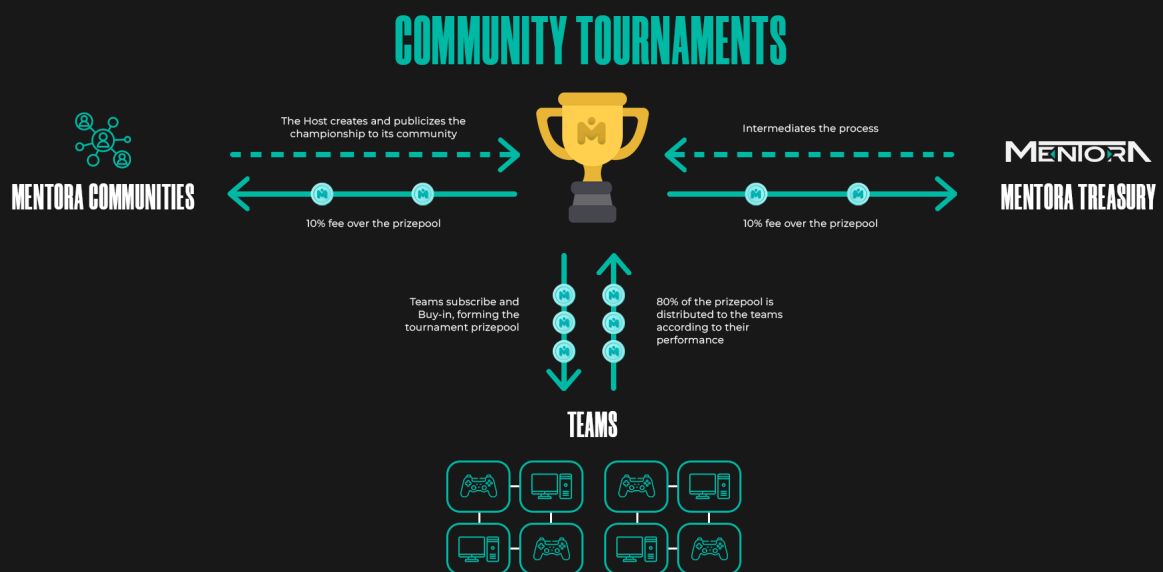 COMMUNITY TOURNAMENTS
The Host creates and publicizes the
championship to its community
Intermediates the process
MENTORA
MENTORA COMMUNITIES
MENTORA TREASURY
10% fee over the prizepool
10% fee over the prizepool
Teams subscribe and
Buy-in, forming the
tournament prizepool
80% of the prizepool is
distributed to the teams
according to their
performance
TEAMS